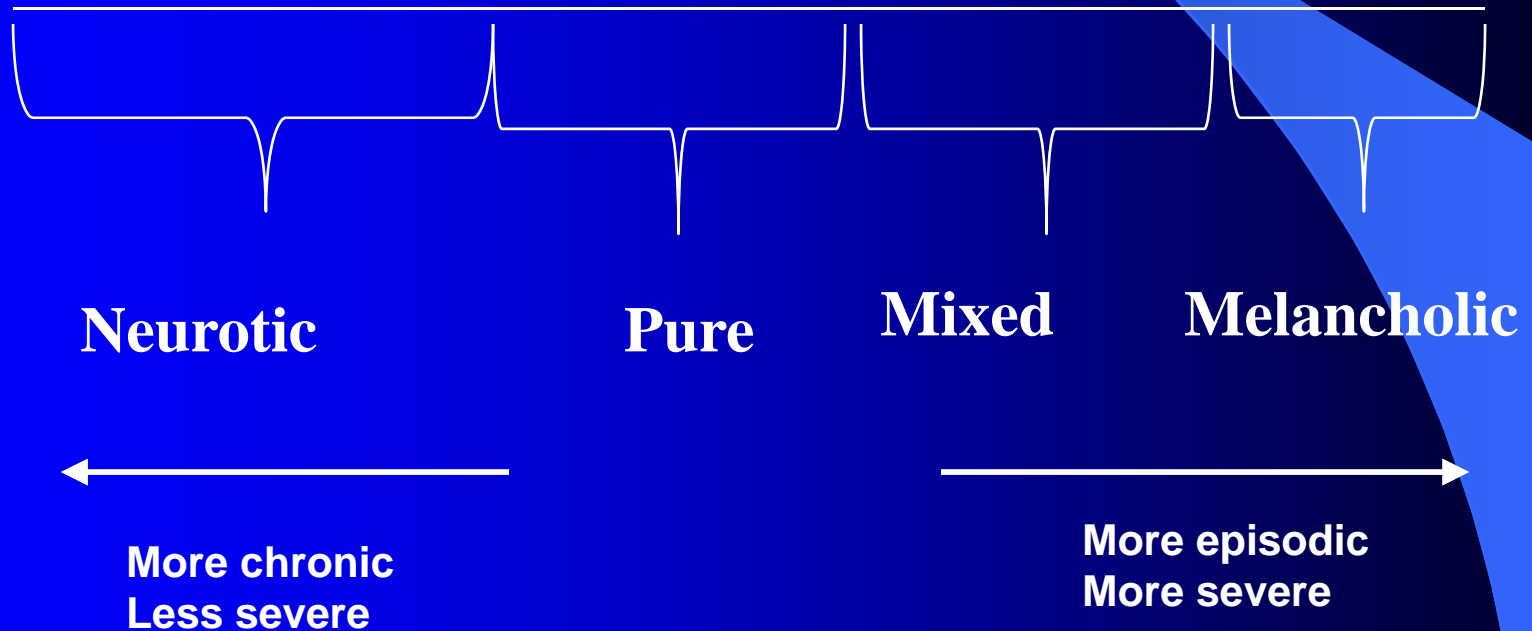 Neurotic
Pure
Mixed
Melancholic
More chronic
Less severe
More episodic
More severe